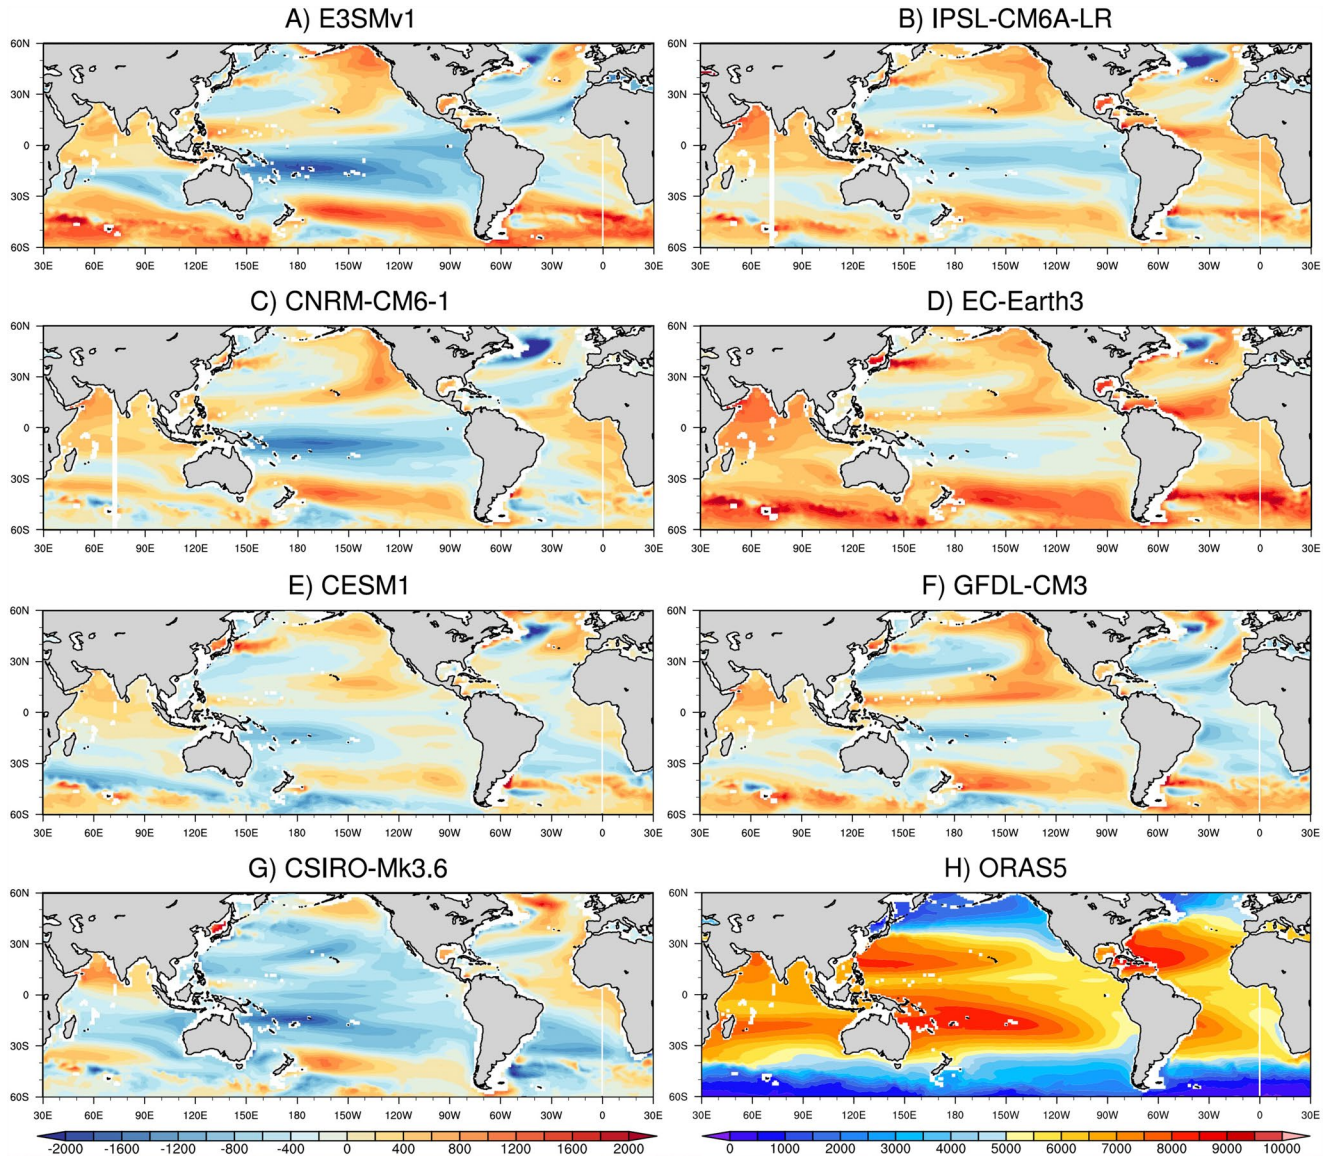 A) E3SMv1
B) IPSL-CM6A-LR
60N
30N
0
30S
60S
30E 60E 90E 120E 150E 180 150W 120W 90W 60W 30W 0 30E
60N
30N
0
30S
60S
30E 60E 90E 120E 150E 180 150W 120W 90W 60W 30W 0 30E
C) CNRM-CM6-1
D) EC-Earth3
60N
30N
0
30S
60S
30E 60E 90E 120E 150E 180 150W 120W 90W 60W 30W 0 30E
60N
30N
0
30S
60S
30E 60E 90E 120E 150E 180 150W 120W 90W 60W 30W 0 30E
E) CESM1
F) GFDL-CM3
60N
30N
0
30S
60S
30E 60E 90E 120E 150E 180 150W 120W 90W 60W 30W 0 30E
60N
30N
0
30S
60S
30E 60E 90E 120E 150E 180 150W 120W 90W 60W 30W 0 30E
G) CSIRO-Mk3.6
H) ORAS5
60N
30N
0
30S
60S
30E 60E 90E 120E 150E 180 150W 120W 90W 60W 30W 0 30E
60N
30N
0
30S
60S
30E 60E 90E 120E 150E 180 150W 120W 90W 60W 30W 0 30E
-2000 -1600 -1200 -800 -400 0 400 800 1200 1600 2000
0 1000 2000 3000 4000 5000 6000 7000 8000 9000 10000